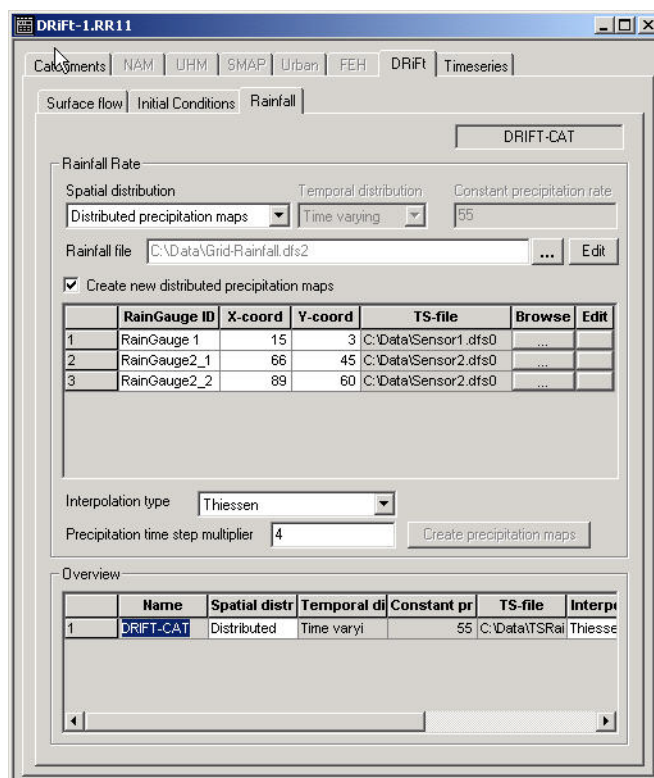 DRiFt-1.RR11
Catchments NAM UHM SMAP Urban FEH DRiFt Timeseries
Surface flow Initial Conditions Rainfall
DRIFT-CAT
Rainfall Rate
Spatial distribution Temporal distribution Constant precipitation rate
Distributed precipitation maps Time varying 55
Rainfall file C:\Data\Grid-Rainfall.dfs2 ... Edit
Create new distributed precipitation maps
RainGauge ID X-coord Y-coord TS-file Browse Edit
1 RainGauge 1 15 3 C:\Data\Sensor1.dfs0 ...
2 RainGauge2_1 66 45 C:\Data\Sensor2.dfs0 ...
3 RainGauge2_2 89 60 C:\Data\Sensor2.dfs0 ...
Interpolation type Thiessen
Precipitation time step multiplier 4 Create precipitation maps
Overview
Name Spatial distr Temporal di Constant pr TS-file Interp
1 DRIFT-CAT Distributed Time varyi 55 C:\Data\TSRai Thiesse